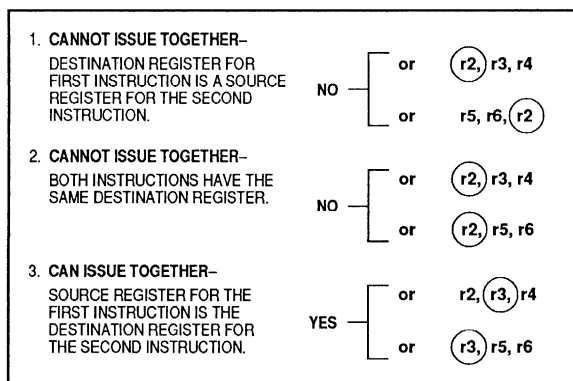 1. CANNOT ISSUE TOGETHER–
DESTINATION REGISTER FOR
FIRST INSTRUCTION IS A SOURCE
REGISTER FOR THE SECOND
INSTRUCTION.
NO
or r2, r3, r4
or r5, r6, r2
2. CANNOT ISSUE TOGETHER–
BOTH INSTRUCTIONS HAVE THE
SAME DESTINATION REGISTER.
NO
or r2, r3, r4
or r2, r5, r6
3. CAN ISSUE TOGETHER–
SOURCE REGISTER FOR THE
FIRST INSTRUCTION IS THE
DESTINATION REGISTER FOR
THE SECOND INSTRUCTION.
YES
or r2, r3, r4
or r3, r5, r6